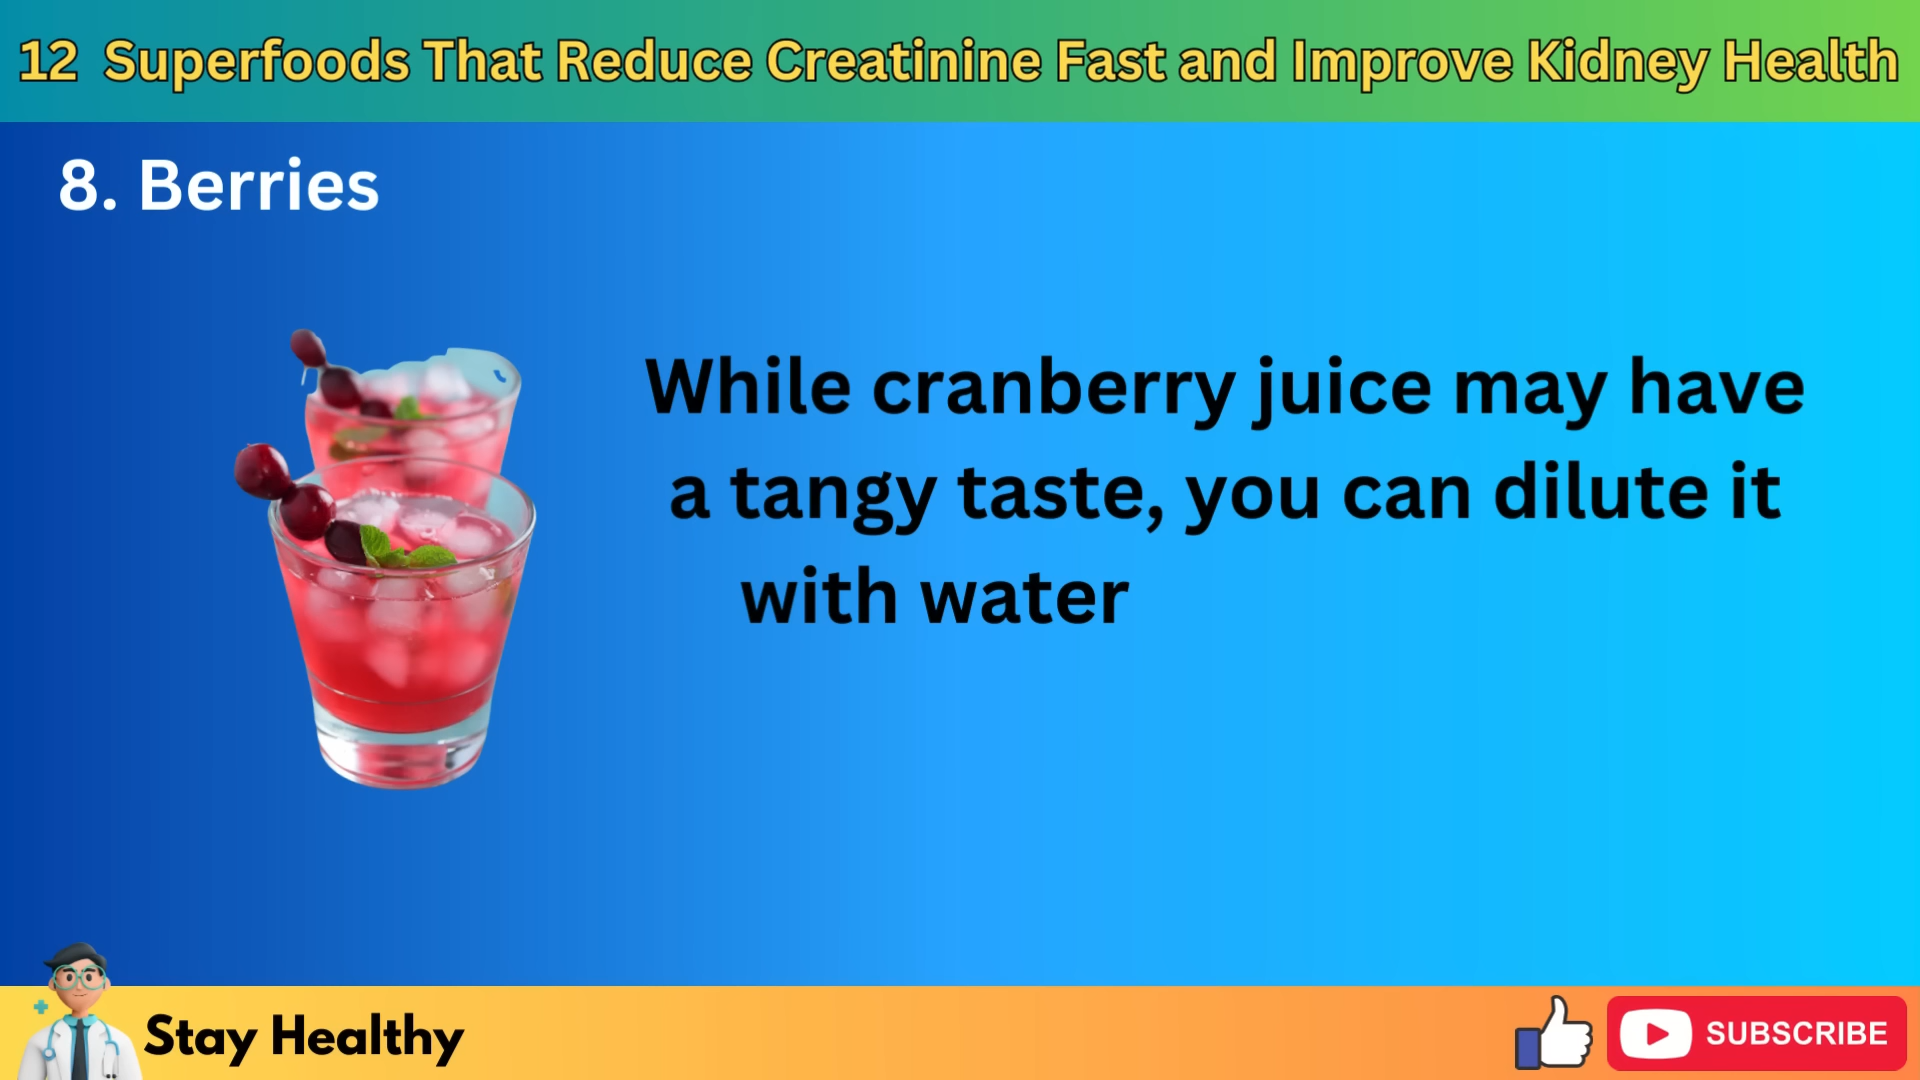 12 Superfoods That Reduce Creatinine Fast and Improve Kidney Health
8. Berries
While cranberry juice may have
a tangy taste, you can dilute it
with water
Stay Healthy
SUBSCRIBE